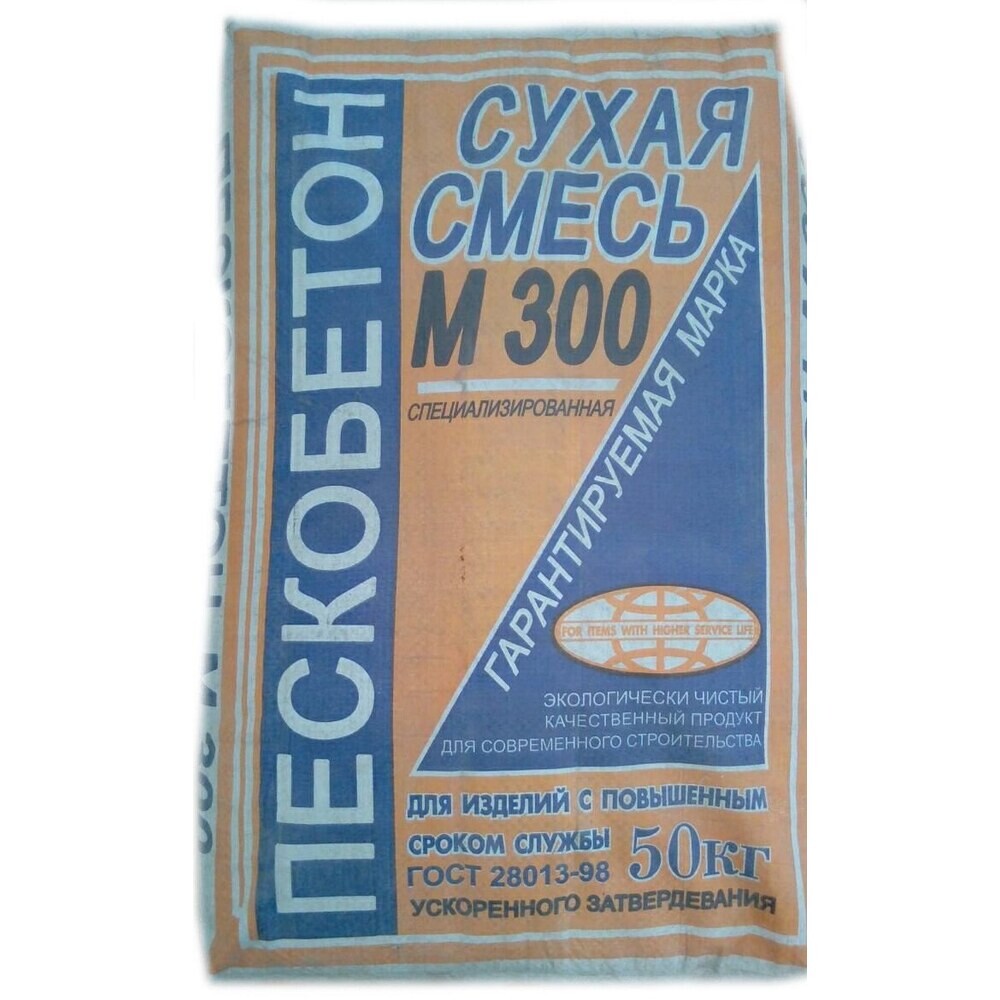 ПЕСКОБЕТОН
СУХАЯ
СМЕСЬ
М 300
СПЕЦИАЛИЗИРОВАННАЯ
ГАРАНТИРУЕМАЯ МАРКА
FOR ITEMS WITH HIGHER SERVICE LIFE
ЭКОЛОГИЧЕСКИ ЧИСТЫЙ
КАЧЕСТВЕННЫЙ ПРОДУКТ
ДЛЯ СОВРЕМЕННОГО СТРОИТЕЛЬСТВА
ДЛЯ ИЗДЕЛИЙ С ПОВЫШЕННЫМ
СРОКОМ СЛУЖБЫ
50КГ
ГОСТ 28013-98
УСКОРЕННОГО ЗАТВЕРДЕВАНИЯ